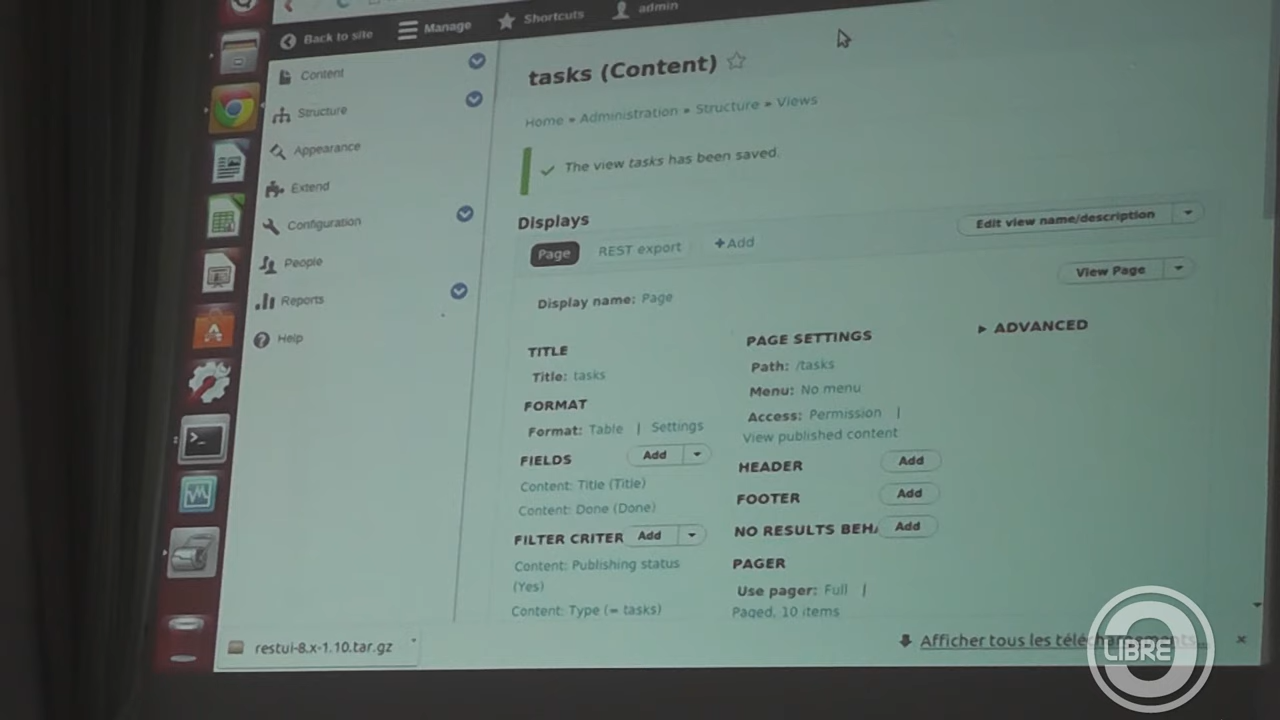 Back to site
Manage
Shortcuts
admin
Content
Structure
Appearance
Extend
Configuration
People
Reports
Help
tasks (Content)
Home » Administration » Structure » Views
The view tasks has been saved.
Displays
Edit view name/description
Page
REST export
+Add
View Page
Display name: Page
TITLE
Title: tasks
FORMAT
Format: Table | Settings
FIELDS
Add
Content: Title (Title)
Content: Done (Done)
FILTER CRITER
Add
Content: Publishing status
(Yes)
Content: Type (= tasks)
PAGE SETTINGS
Path: /tasks
Menu: No menu
Access: Permission |
View published content
HEADER
Add
FOOTER
Add
NO RESULTS BEHA
Add
PAGER
Use pager: Full |
Paged, 10 items
ADVANCED
restui-8.x-1.10.tar.gz
Afficher tous les téléchargements...
LIBRE